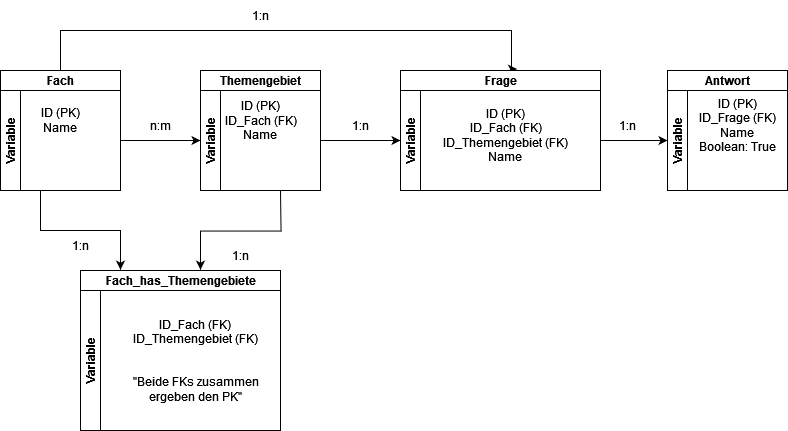 1:n
Fach
Variable
ID (PK)
Name
n:m
Themengebiet
Variable
ID (PK)
ID_Fach (FK)
Name
1:n
Frage
Variable
ID (PK)
ID_Fach (FK)
ID_Themengebiet (FK)
Name
1:n
Antwort
Variable
ID (PK)
ID_Frage (FK)
Name
Boolean: True
1:n
1:n
Fach_has_Themengebiete
Variable
ID_Fach (FK)
ID_Themengebiet (FK)
"Beide FKs zusammen
ergeben den PK"